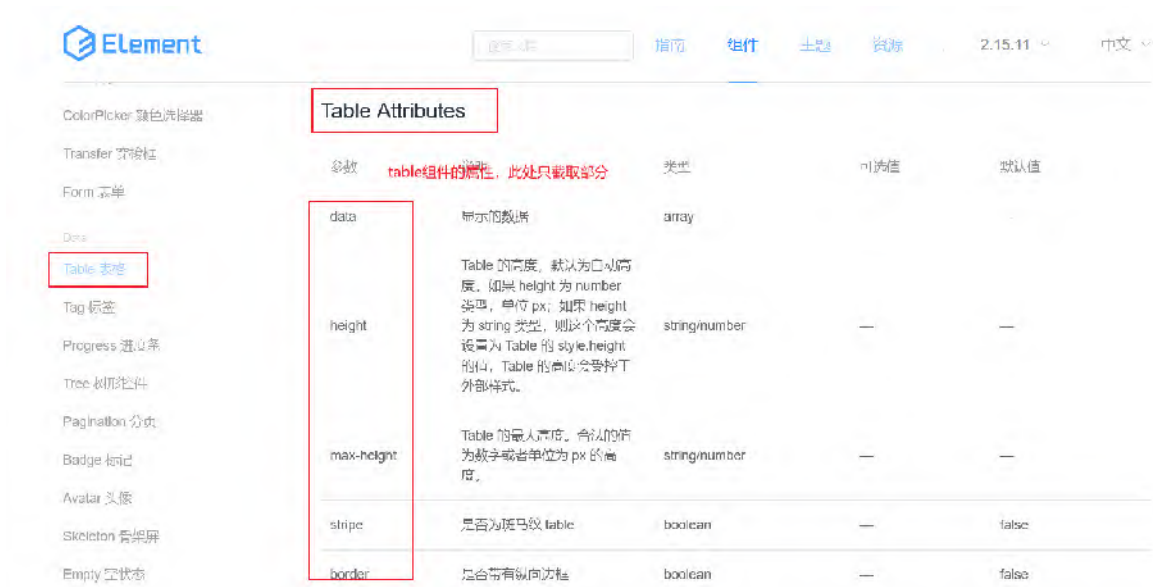 Element
指南 组件 主题 资源 2.15.11 中文
ColorPicker 颜色选择器
Transfer 穿梭框
Form 表单
Data
Table 表格
Tag 标签
Progress 进度条
Tree 树形控件
Pagination 分页
Badge 标记
Avatar 头像
Skeleton 骨架屏
Empty 空状态
Table Attributes
参数 类型 可选值 默认值
table组件的属性，此处只截取部分
data 显示的数据 array
Table 的高度，默认为自动高
度。如果 height 为 number
类型，单位 px；如果 height
height 为 string 类型，则这个高度会 string/number — —
设置为 Table 的 style.height
的值，Table 的高度会受控于
外部样式。
Table 的最大高度。合法的值
max-height 为数字或者单位为 px 的高 string/number — —
度。
stripe 是否为斑马纹 table boolean — false
border 是否带有纵向边框 boolean — false